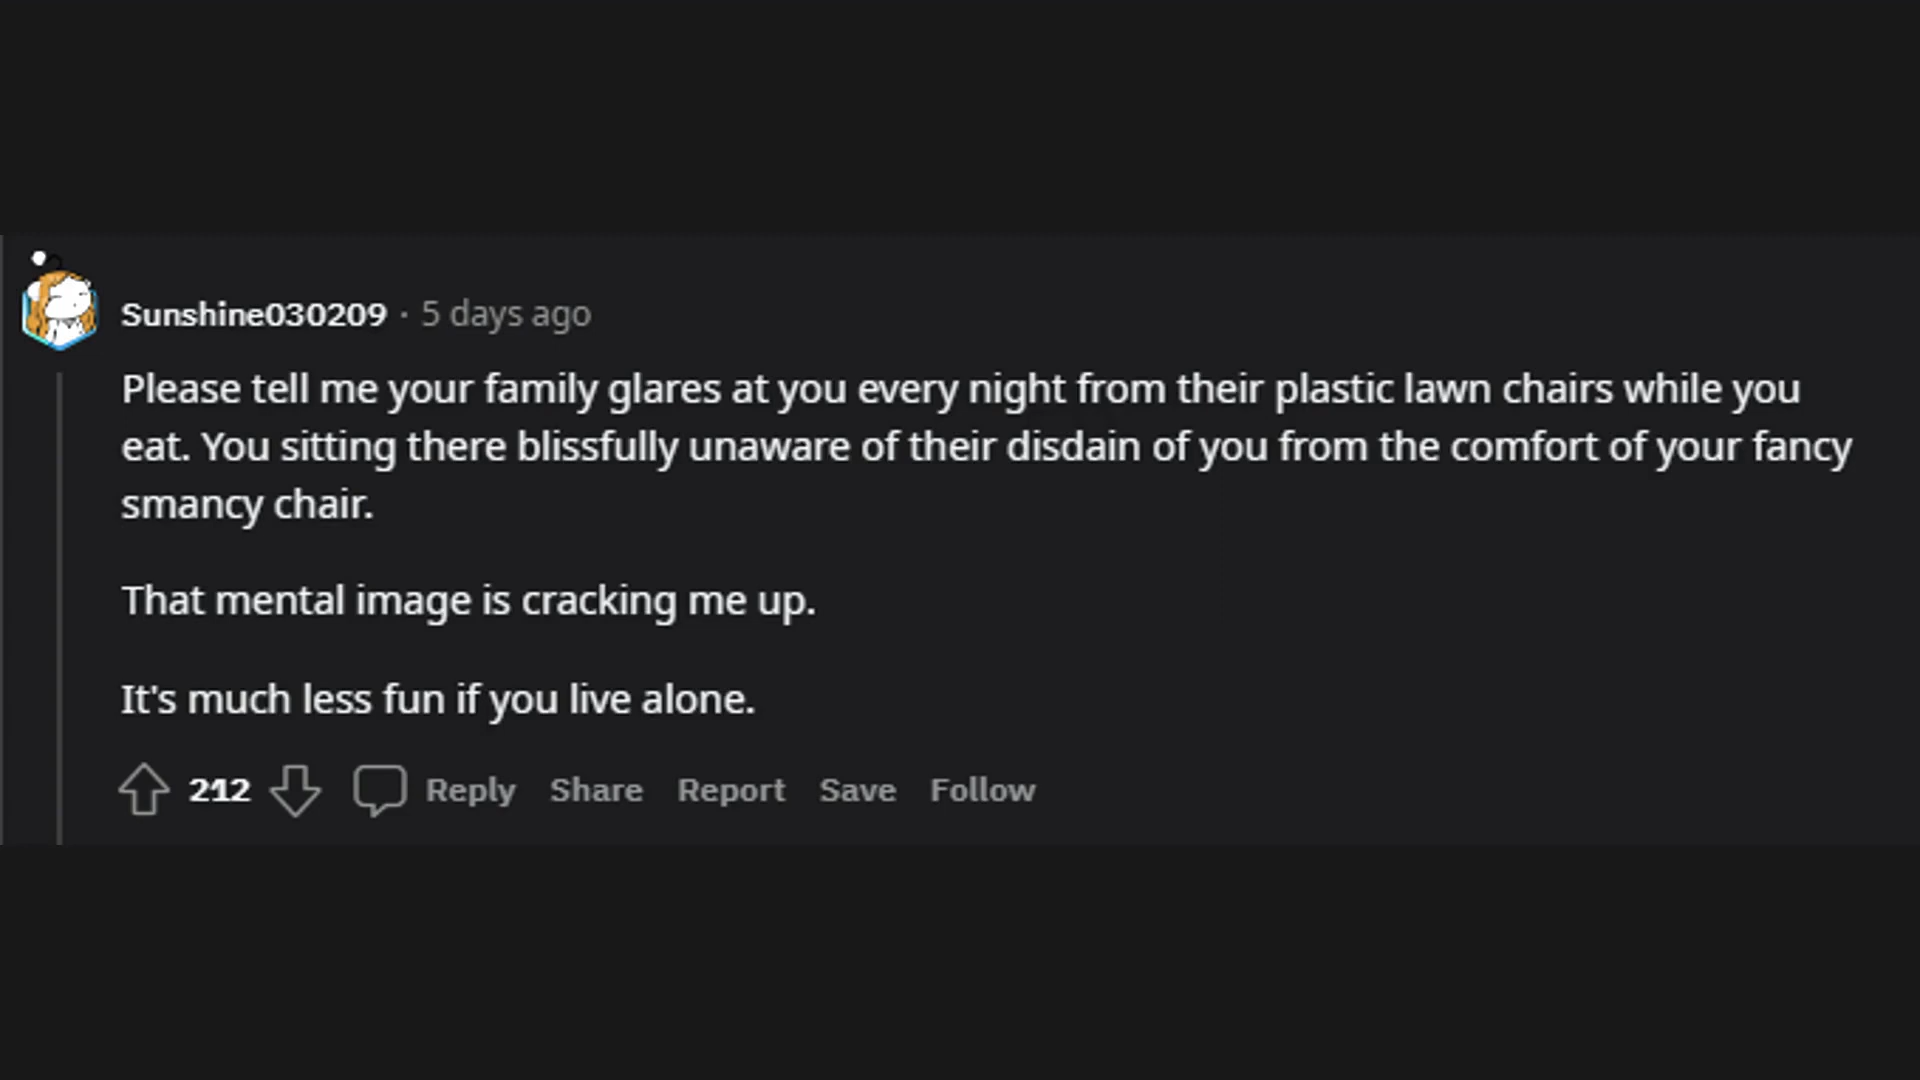 Sunshine030209 · 5 days ago
Please tell me your family glares at you every night from their plastic lawn chairs while you
eat. You sitting there blissfully unaware of their disdain of you from the comfort of your fancy
smancy chair.
That mental image is cracking me up.
It's much less fun if you live alone.
212 Reply Share Report Save Follow